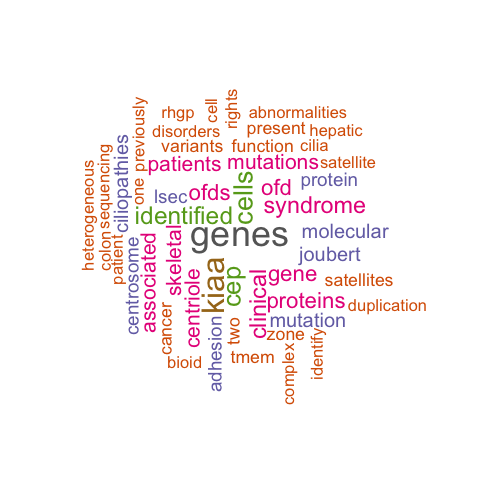 rhgp
cell
rights
abnormalities
previously
disorders
present
hepatic
variants
function
cilia
heterogeneous
sequencing
ciliopathies
patients
mutations
satellite
colon
one
lsec
ofds
cells
ofd
protein
patient
identified
syndrome
centrosome
associated
skeletal
genes
molecular
joubert
centriole
kiaa
cep
clinical
gene
satellites
cancer
proteins
duplication
adhesion
two
mutation
zone
bioid
tmem
complex
identify